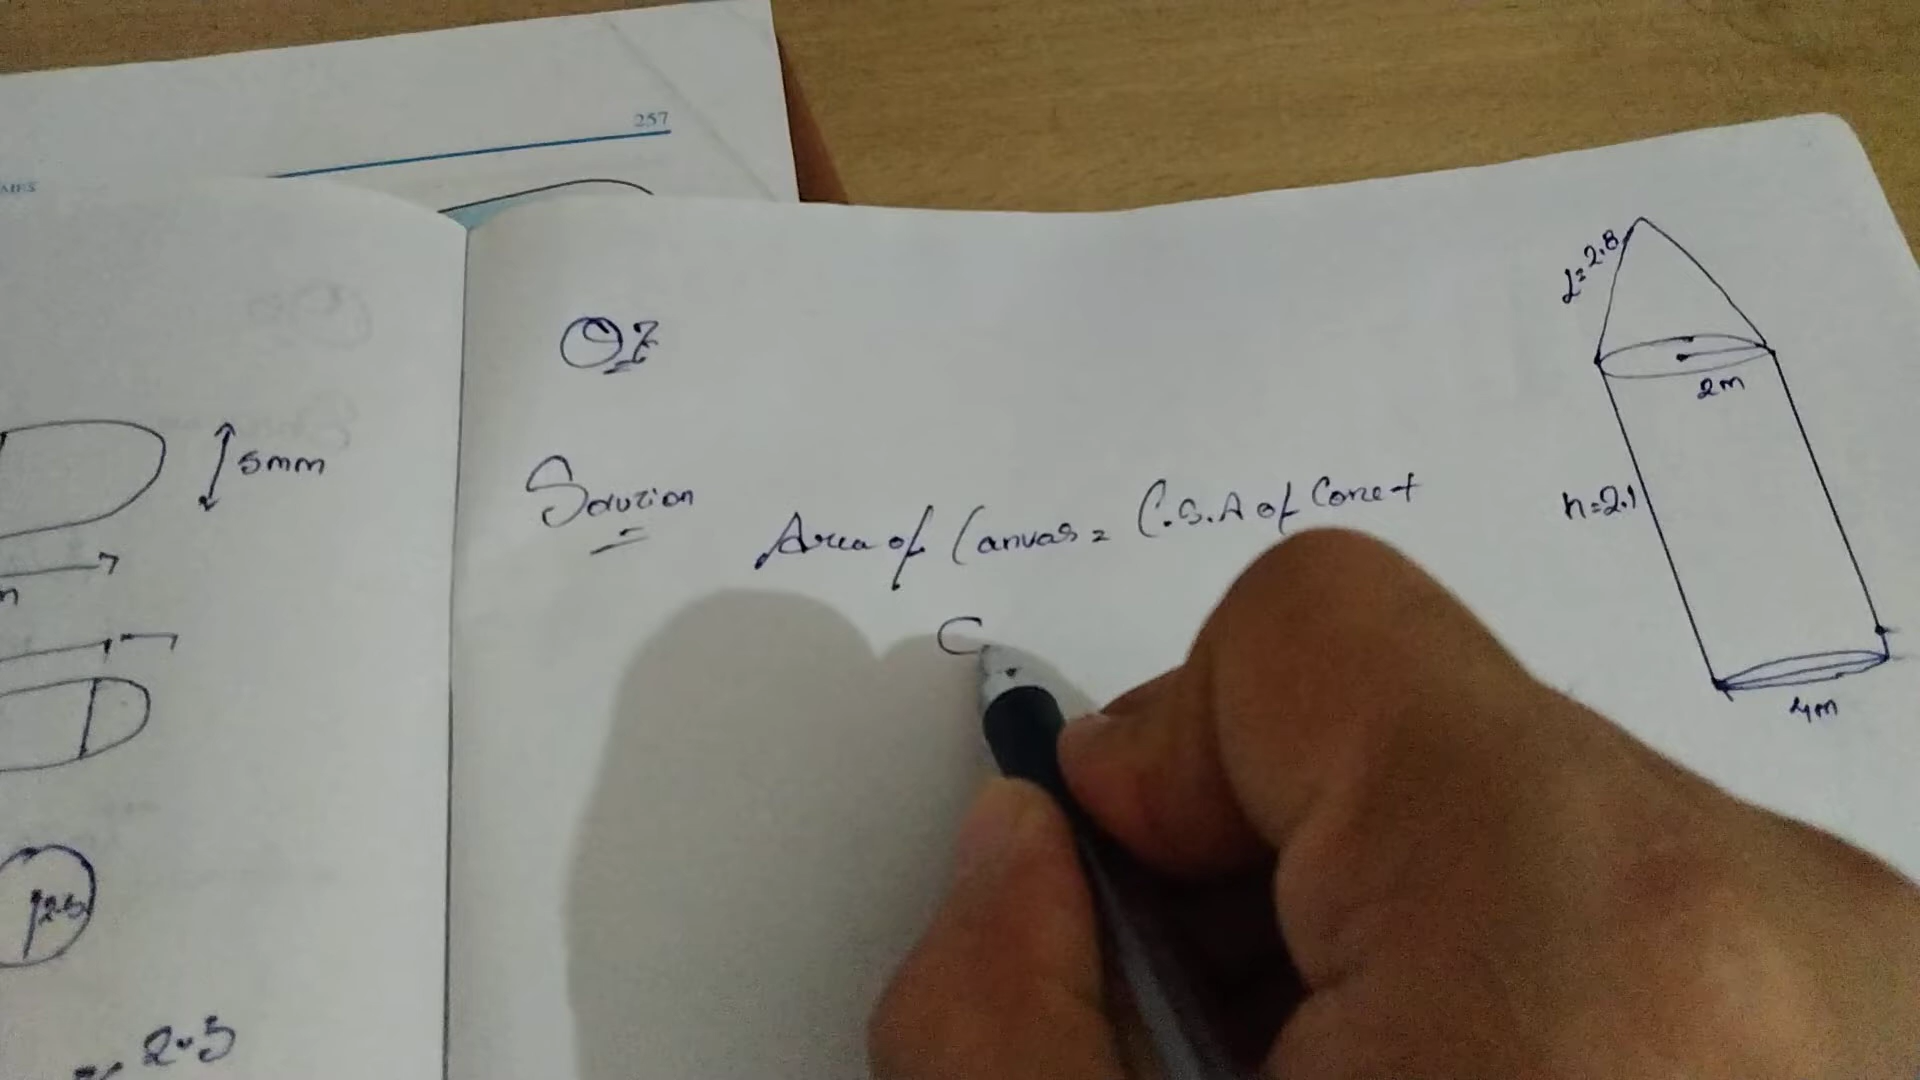 257
5mm
2.5
Q7
Solution
Area of Canvas = C.S.A of Cone +
C
l=2.8
2m
h=2.1
4m